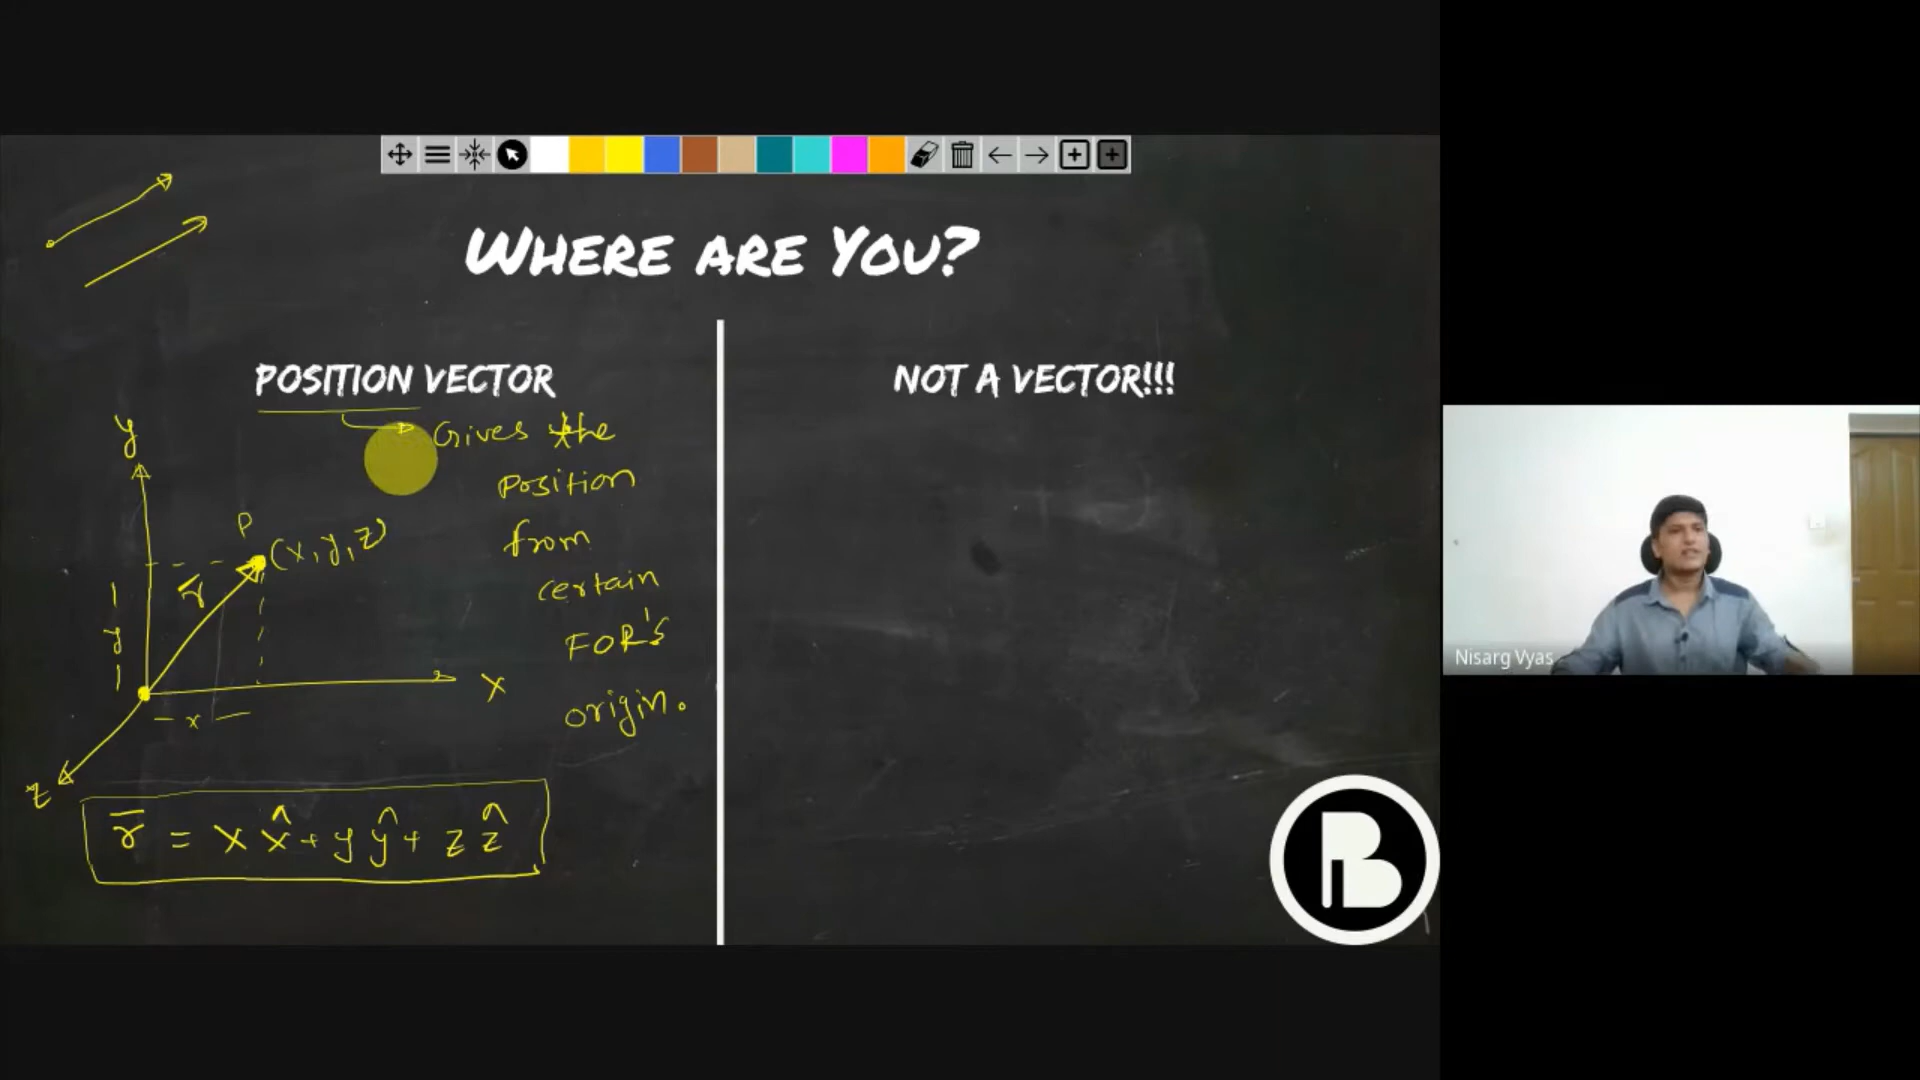 WHERE ARE YOU?
POSITION VECTOR
NOT A VECTOR!!!
Gives the
position
from
certain
FOR's
origin.
y
P
(x, y, z)
r̄
y
x
X
z
r̄ = x x̂ + y ŷ + z ẑ
Nisarg Vyas
B